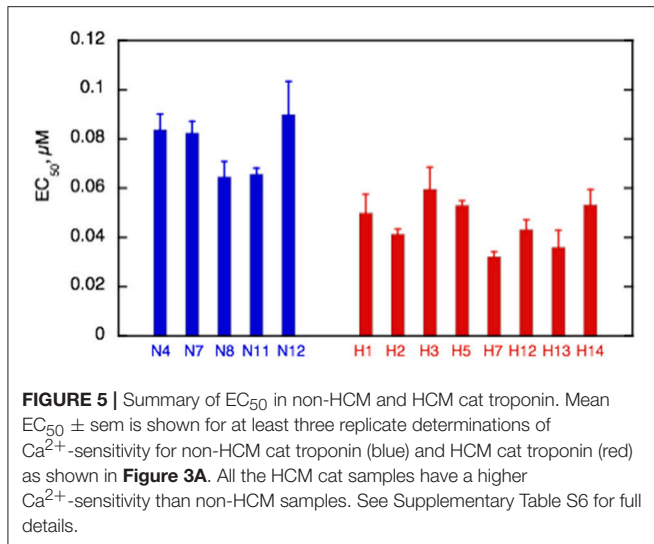 0.12
0.1
0.08
0.06
0.04
0.02
0
EC50, µM
N4 N7 N8 N11 N12 H1 H2 H3 H5 H7 H12 H13 H14
FIGURE 5 | Summary of EC50 in non-HCM and HCM cat troponin. Mean
EC50 ± sem is shown for at least three replicate determinations of
Ca2+-sensitivity for non-HCM cat troponin (blue) and HCM cat troponin (red)
as shown in Figure 3A. All the HCM cat samples have a higher
Ca2+-sensitivity than non-HCM samples. See Supplementary Table S6 for full
details.